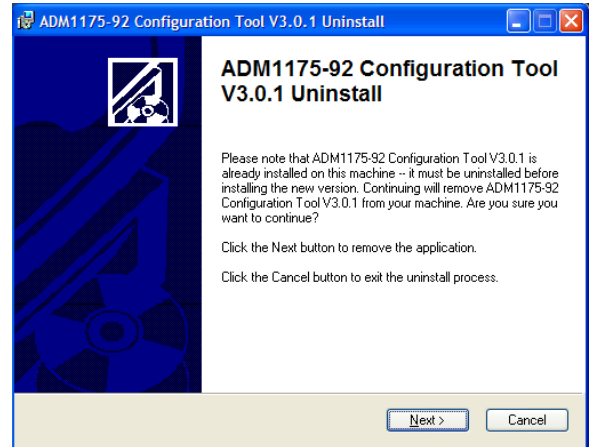 ADM1175-92 Configuration Tool V3.0.1 Uninstall
ADM1175-92 Configuration Tool
V3.0.1 Uninstall
Please note that ADM1175-92 Configuration Tool V3.0.1 is
already installed on this machine -- it must be uninstalled before
installing the new version. Continuing will remove ADM1175-92
Configuration Tool V3.0.1 from your machine. Are you sure you
want to continue?
Click the Next button to remove the application.
Click the Cancel button to exit the uninstall process.
Next >
Cancel